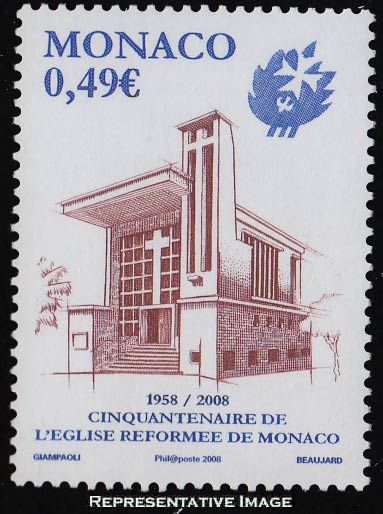 MONACO
0,49€
1958 / 2008
CINQUANTENAIRE DE
L'EGLISE REFORMEE DE MONACO
GIAMPAOLI Phil@poste 2008 BEAUJARD
REPRESENTATIVE IMAGE